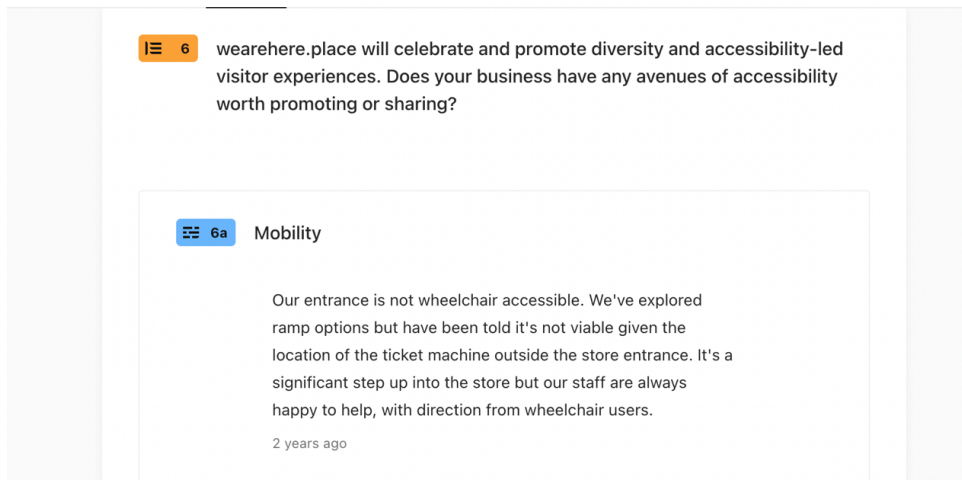 6
wearehere.place will celebrate and promote diversity and accessibility-led
visitor experiences. Does your business have any avenues of accessibility
worth promoting or sharing?
6a Mobility
Our entrance is not wheelchair accessible. We've explored
ramp options but have been told it's not viable given the
location of the ticket machine outside the store entrance. It's a
significant step up into the store but our staff are always
happy to help, with direction from wheelchair users.
2 years ago